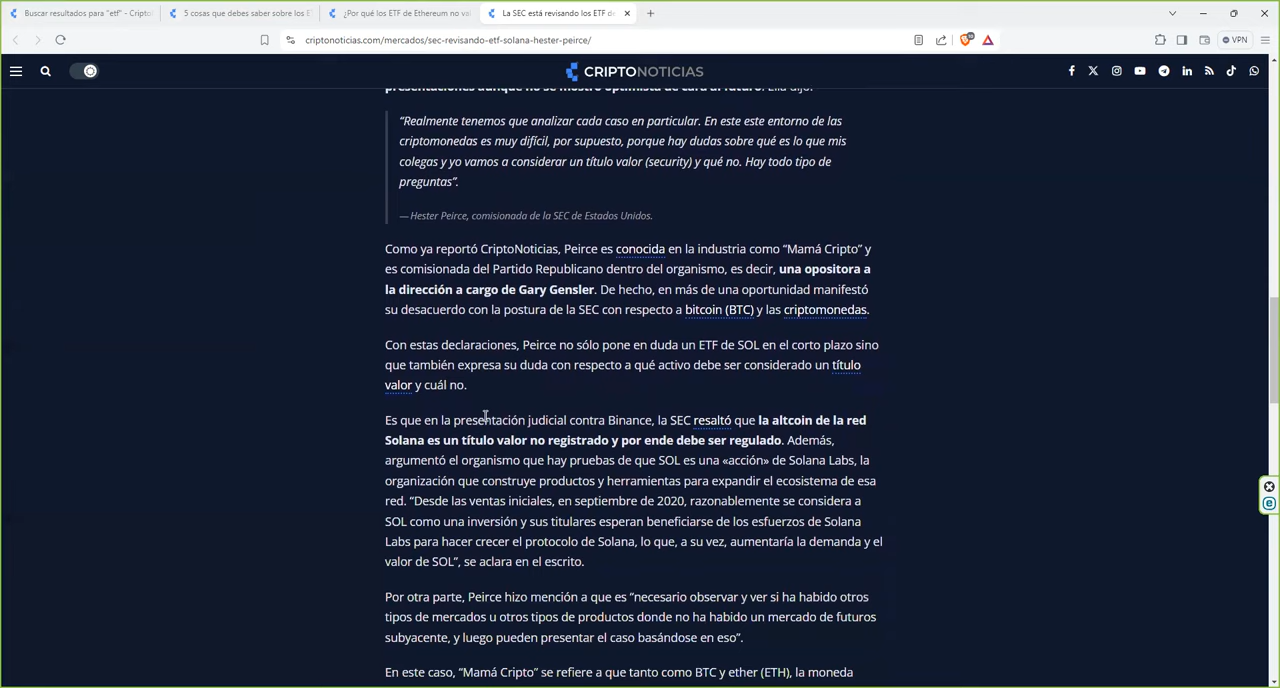 Buscar resultados para "etf" - Cripto
5 cosas que debes saber sobre los E
¿Por qué los ETF de Ethereum no va
La SEC está revisando los ETF de
criptonoticias.com/mercados/sec-revisando-etf-solana-hester-peirce/
VPN
CRIPTONOTICIAS
presentaciones aunque no se mostró optimista de cara al futuro. Ella dijo:
“Realmente tenemos que analizar cada caso en particular. En este este entorno de las
criptomonedas es muy difícil, por supuesto, porque hay dudas sobre qué es lo que mis
colegas y yo vamos a considerar un título valor (security) y qué no. Hay todo tipo de
preguntas”.
— Hester Peirce, comisionada de la SEC de Estados Unidos.
Como ya reportó CriptoNoticias, Peirce es conocida en la industria como “Mamá Cripto” y
es comisionada del Partido Republicano dentro del organismo, es decir, una opositora a
la dirección a cargo de Gary Gensler. De hecho, en más de una oportunidad manifestó
su desacuerdo con la postura de la SEC con respecto a bitcoin (BTC) y las criptomonedas.
Con estas declaraciones, Peirce no sólo pone en duda un ETF de SOL en el corto plazo sino
que también expresa su duda con respecto a qué activo debe ser considerado un título
valor y cuál no.
Es que en la presentación judicial contra Binance, la SEC resaltó que la altcoin de la red
Solana es un título valor no registrado y por ende debe ser regulado. Además,
argumentó el organismo que hay pruebas de que SOL es una «acción» de Solana Labs, la
organización que construye productos y herramientas para expandir el ecosistema de esa
red. “Desde las ventas iniciales, en septiembre de 2020, razonablemente se considera a
SOL como una inversión y sus titulares esperan beneficiarse de los esfuerzos de Solana
Labs para hacer crecer el protocolo de Solana, lo que, a su vez, aumentaría la demanda y el
valor de SOL”, se aclara en el escrito.
Por otra parte, Peirce hizo mención a que es “necesario observar y ver si ha habido otros
tipos de mercados u otros tipos de productos donde no ha habido un mercado de futuros
subyacente, y luego pueden presentar el caso basándose en eso”.
En este caso, “Mamá Cripto” se refiere a que tanto como BTC y ether (ETH), la moneda